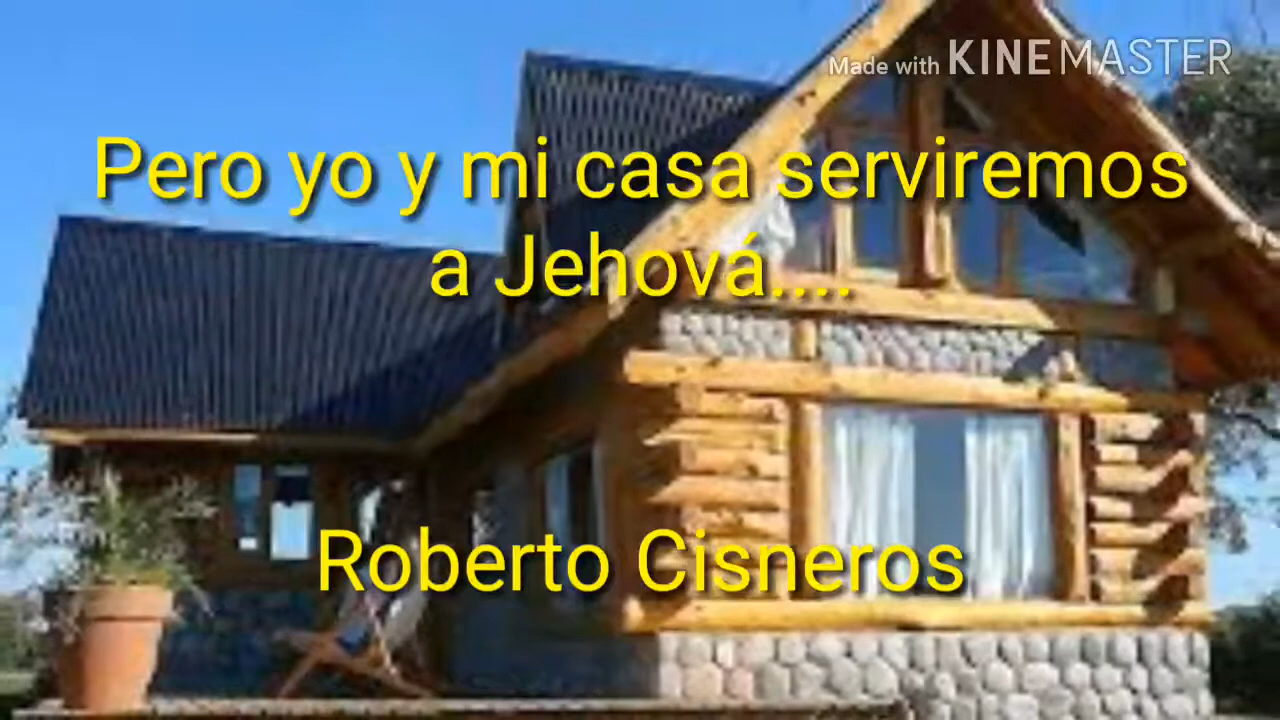 Made with KINEMASTER
Pero yo y mi casa serviremos
a Jehová....
Roberto Cisneros